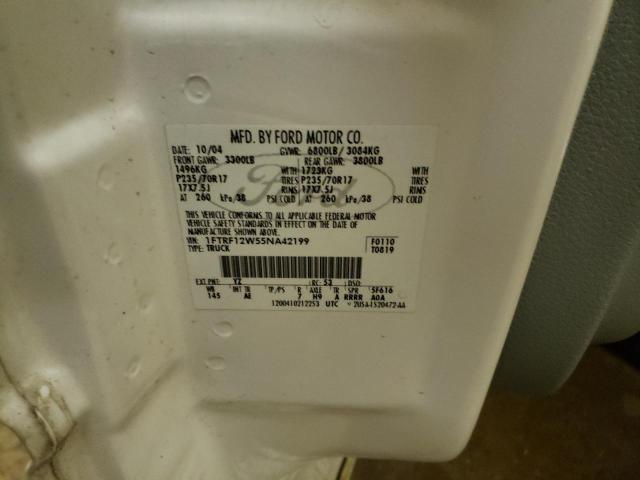 MFD. BY FORD MOTOR CO.
DATE: 10/04 GVWR: 6800LB/ 3084KG
FRONT GAWR: 3300LB REAR GAWR: 3800LB
1496KG WITH 1723KG WITH
P235/70R17 TIRES P235/70R17 TIRES
17X7.5J RIMS 17X7.5J RIMS
AT 260 kPa/38 PSI COLD AT 260 kPa/38 PSI COLD
Ford
THIS VEHICLE CONFORMS TO ALL APPLICABLE FEDERAL MOTOR
VEHICLE SAFETY STANDARDS IN EFFECT ON THE DATE OF
MANUFACTURE SHOWN ABOVE.
VIN: 1FTRF12W55NA42199 F0110
TYPE: TRUCK T0819
EXT PNT: YZ RC: 53 DSO:
WB INT TR TP/PS R AXLE TR SPR 5F616
145 AE 7 H9 A RRRR A0A
1200410212253 UTC 2U5A-1520472-AA